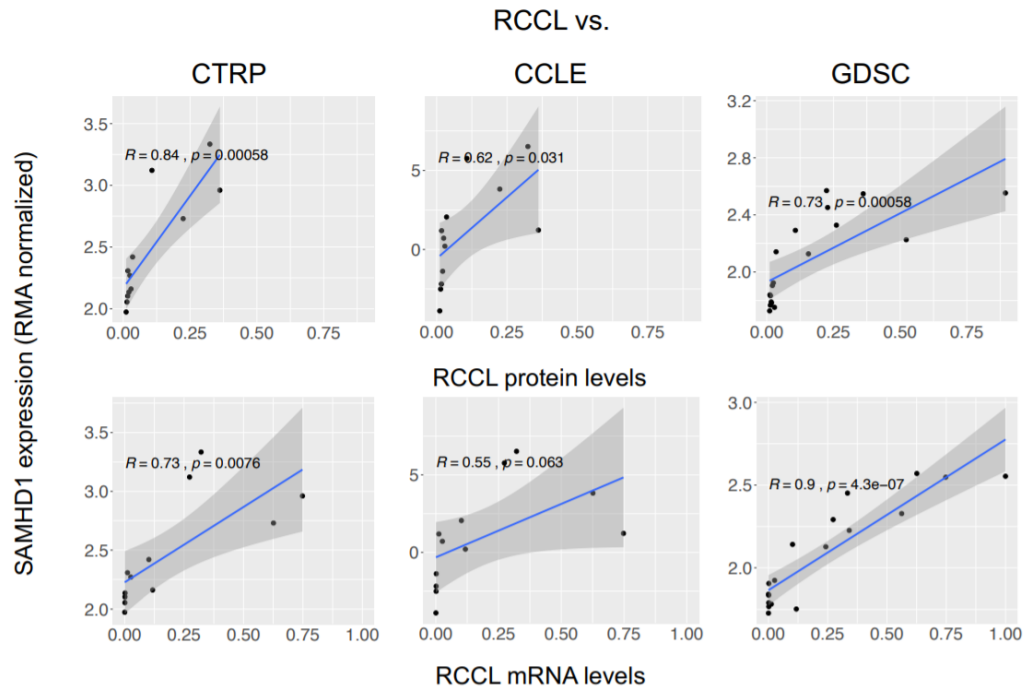 RCCL vs.
CTRP CCLE GDSC
SAMHD1 expression (RMA normalized)
3.5
3.0
2.5
2.0
R = 0.84 , p = 0.00058
0.00 0.25 0.50 0.75
5
0
R = 0.62 , p = 0.031
0.00 0.25 0.50 0.75
3.2
2.8
2.4
2.0
R = 0.73 , p = 0.00058
0.00 0.25 0.50 0.75
RCCL protein levels
3.5
3.0
2.5
2.0
R = 0.73 , p = 0.0076
0.00 0.25 0.50 0.75 1.00
5
0
R = 0.55 , p = 0.063
0.00 0.25 0.50 0.75 1.00
3.0
2.5
2.0
R = 0.9 , p = 4.3e−07
0.00 0.25 0.50 0.75 1.00
RCCL mRNA levels